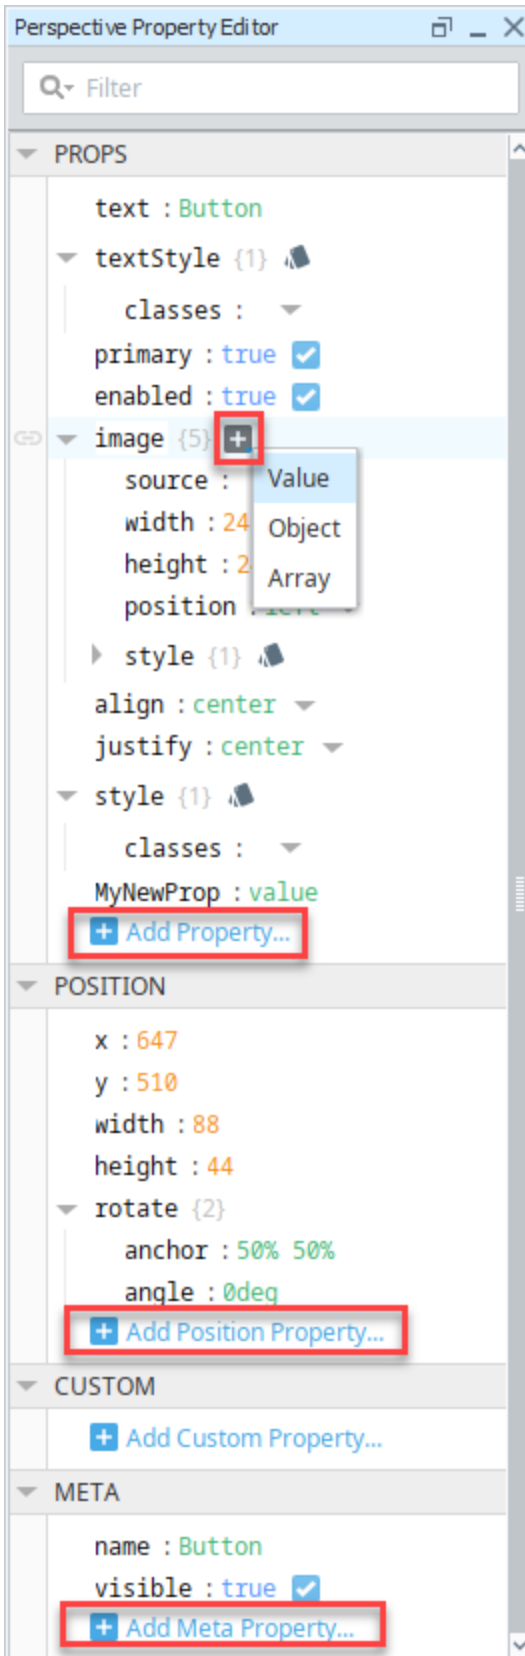 Perspective Property Editor
Filter
PROPS
text : Button
textStyle {1}
classes :
primary : true
enabled : true
image {5}
Value
source :
width : 24
Object
height : 2
Array
position : left
style {1}
align : center
justify : center
style {1}
classes :
MyNewProp : value
Add Property...
POSITION
x : 647
y : 510
width : 88
height : 44
rotate {2}
anchor : 50% 50%
angle : 0deg
Add Position Property...
CUSTOM
Add Custom Property...
META
name : Button
visible : true
Add Meta Property...